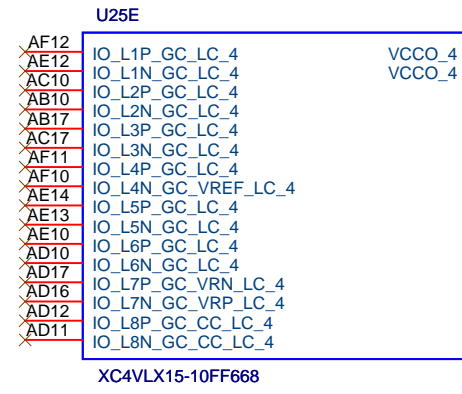 U25E
AF12 IO_L1P_GC_LC_4 VCCO_4
AE12 IO_L1N_GC_LC_4 VCCO_4
AC10 IO_L2P_GC_LC_4
AB10 IO_L2N_GC_LC_4
AB17 IO_L3P_GC_LC_4
AC17 IO_L3N_GC_LC_4
AF11 IO_L4P_GC_LC_4
AF10 IO_L4N_GC_VREF_LC_4
AE14 IO_L5P_GC_LC_4
AE13 IO_L5N_GC_LC_4
AE10 IO_L6P_GC_LC_4
AD10 IO_L6N_GC_LC_4
AD17 IO_L7P_GC_VRN_LC_4
AD16 IO_L7N_GC_VRP_LC_4
AD12 IO_L8P_GC_CC_LC_4
AD11 IO_L8N_GC_CC_LC_4
XC4VLX15-10FF668